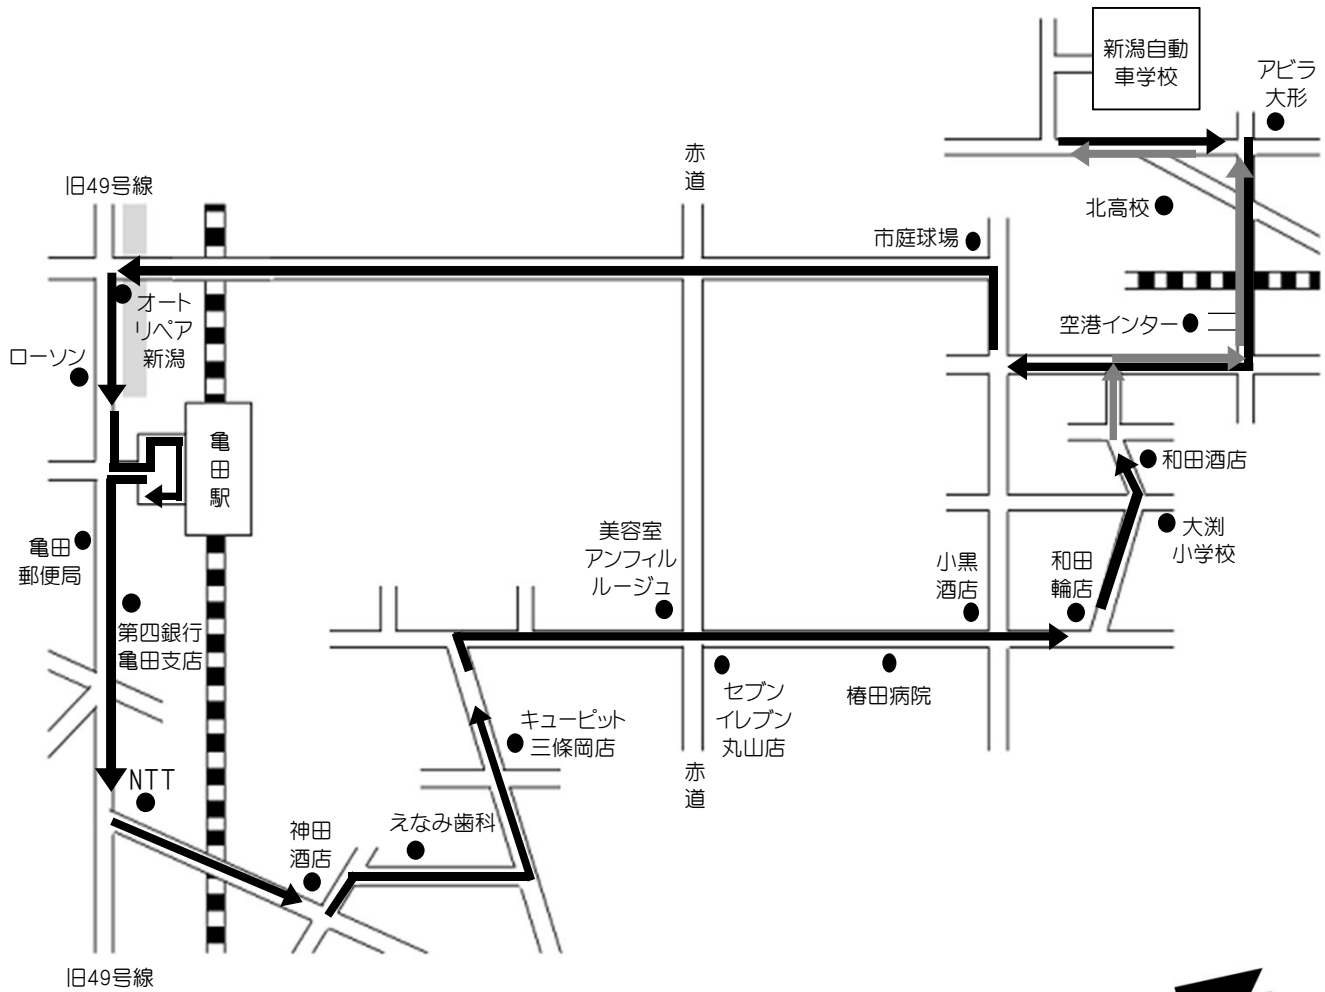 新潟自動
車学校
アビラ
大形
赤
道
旧49号線
北高校
市庭球場
オート
リペア
新潟
空港インター
ローソン
亀
田
駅
和田酒店
大渕
小学校
美容室
アンフィル
ルージュ
小黒
酒店
和田
輪店
亀田
郵便局
第四銀行
亀田支店
セブン
イレブン
丸山店
椿田病院
キューピット
三條岡店
赤
道
NTT
えなみ歯科
神田
酒店
旧49号線